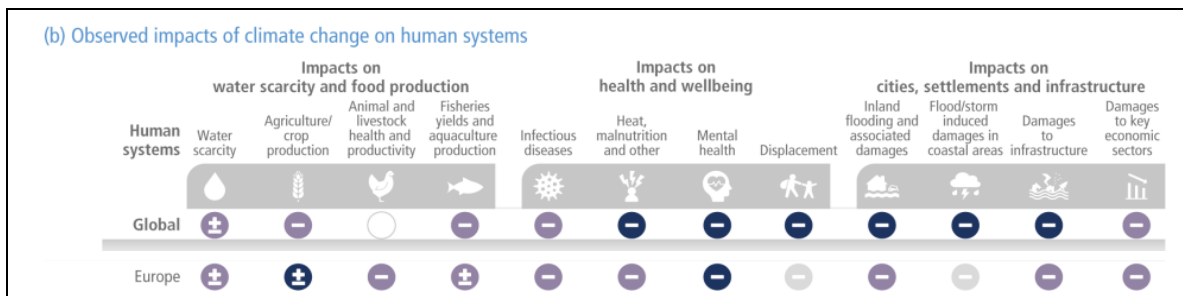 (b) Observed impacts of climate change on human systems
Impacts on
water scarcity and food production
Impacts on
health and wellbeing
Impacts on
cities, settlements and infrastructure
Human
systems
Water
scarcity
Agriculture/
crop
production
Animal and
livestock
health and
productivity
Fisheries
yields and
aquaculture
production
Infectious
diseases
Heat,
malnutrition
and other
Mental
health
Displacement
Inland
flooding and
associated
damages
Flood/storm
induced
damages in
coastal areas
Damages
to
infrastructure
Damages
to key
economic
sectors
Global
± − − − − − − − − − −
Europe
± ± − ± − − − − − − − −